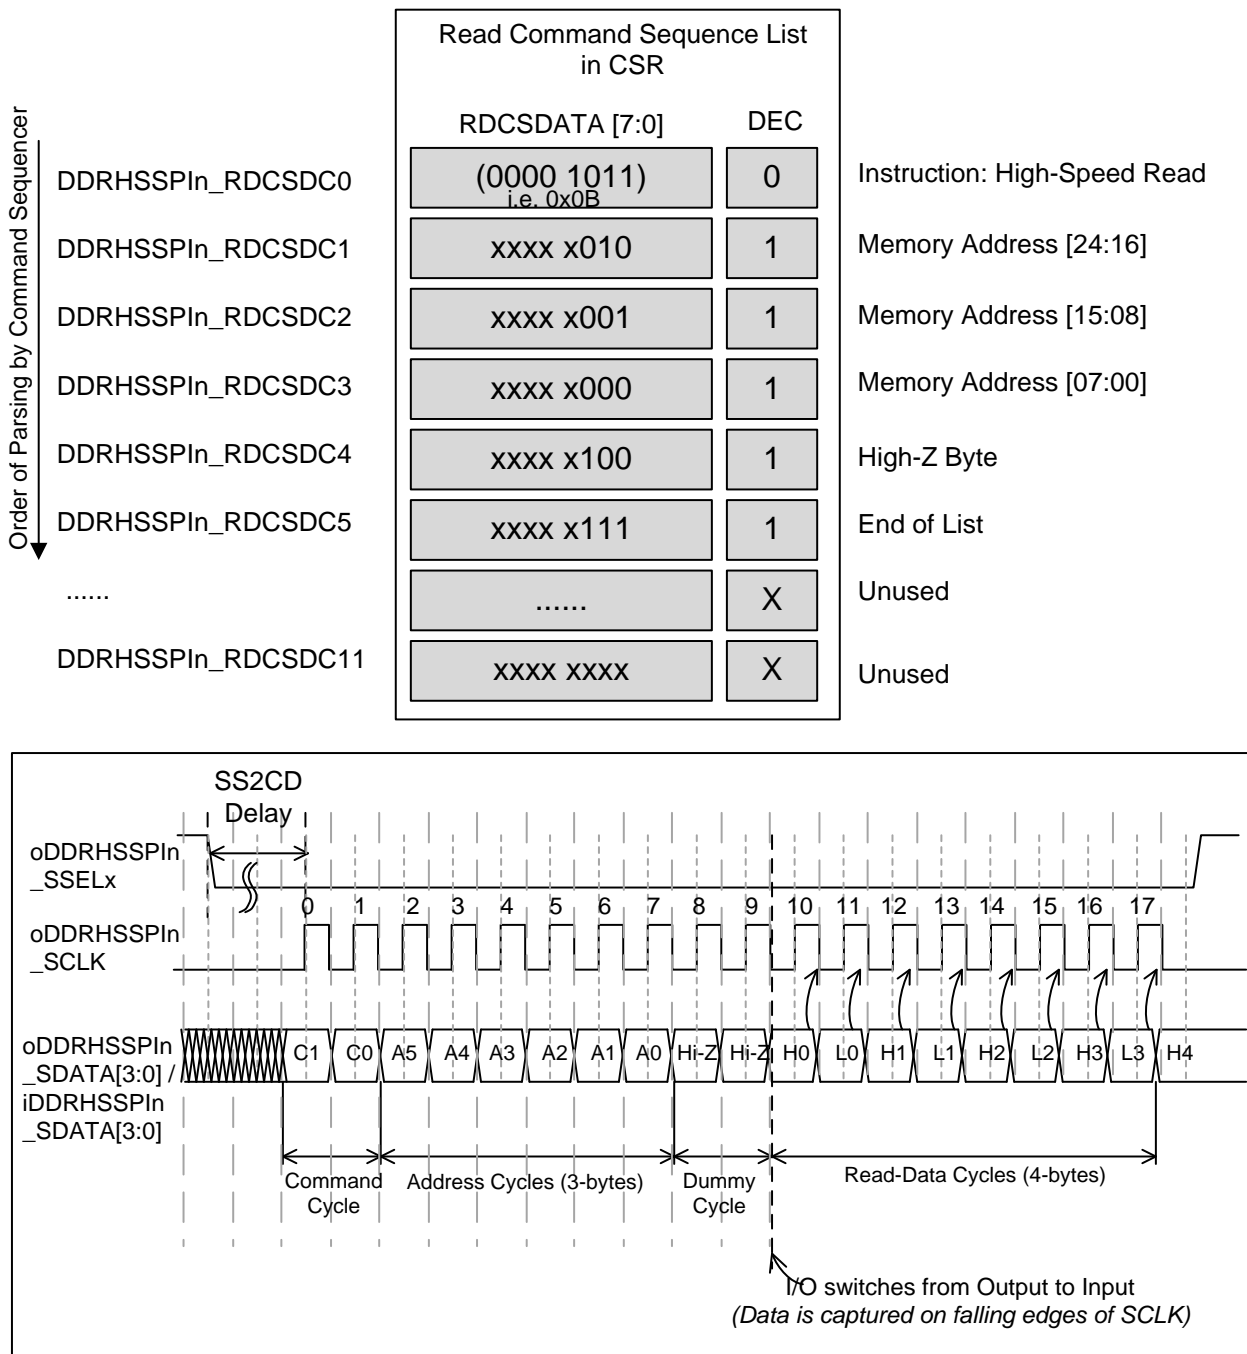 Read Command Sequence List
in CSR
Order of Parsing by Command Sequencer
RDCSDATA [7:0] DEC
DDRHSSPIn_RDCSDC0 (0000 1011) 0 Instruction: High-Speed Read
i.e. 0x0B
DDRHSSPIn_RDCSDC1 xxxx x010 1 Memory Address [24:16]
DDRHSSPIn_RDCSDC2 xxxx x001 1 Memory Address [15:08]
DDRHSSPIn_RDCSDC3 xxxx x000 1 Memory Address [07:00]
DDRHSSPIn_RDCSDC4 xxxx x100 1 High-Z Byte
DDRHSSPIn_RDCSDC5 xxxx x111 1 End of List
...... ...... X Unused
DDRHSSPIn_RDCSDC11 xxxx xxxx X Unused
SS2CD
Delay
oDDRHSSPIn
_SSELx
0 1 2 3 4 5 6 7 8 9 10 11 12 13 14 15 16 17
oDDRHSSPIn
_SCLK
oDDRHSSPIn
_SDATA[3:0] /
iDDRHSSPIn
_SDATA[3:0]
C1 C0 A5 A4 A3 A2 A1 A0 Hi-Z Hi-Z H0 L0 H1 L1 H2 L2 H3 L3 H4
Command
Cycle
Address Cycles (3-bytes)
Dummy
Cycle
Read-Data Cycles (4-bytes)
I/O switches from Output to Input
(Data is captured on falling edges of SCLK)